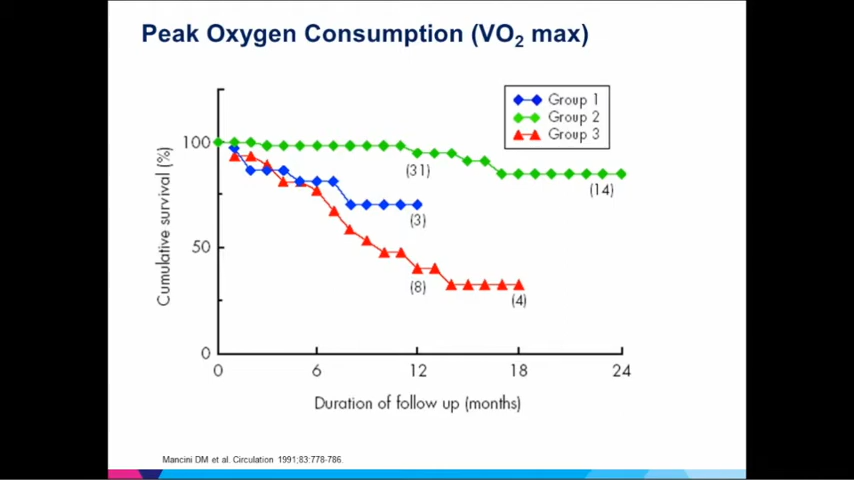 Peak Oxygen Consumption (VO2 max)
Group 1
Group 2
Group 3
Cumulative survival (%)
100
50
0
(31)
(14)
(3)
(8)
(4)
0 6 12 18 24
Duration of follow up (months)
Mancini DM et al. Circulation 1991;83:778-786.